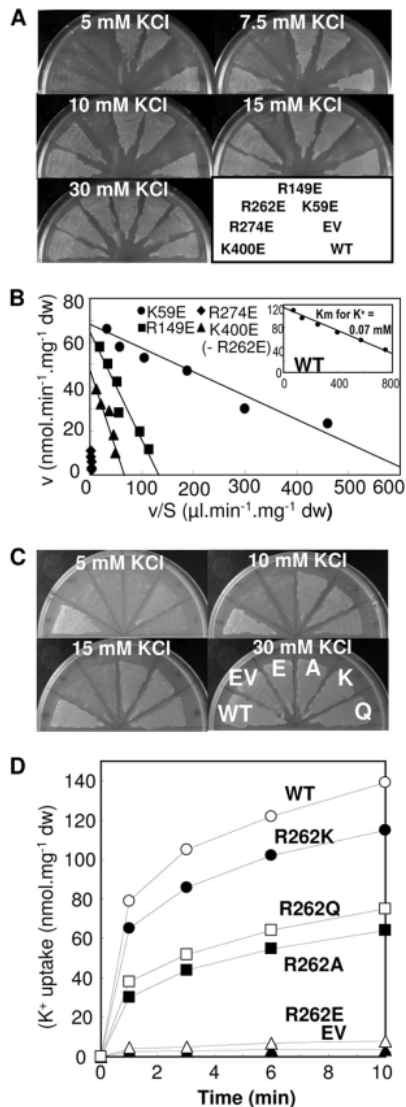 A
5 mM KCl
7.5 mM KCl
10 mM KCl
15 mM KCl
30 mM KCl
R149E
R262E K59E
R274E EV
K400E WT
B
v (nmol.min⁻¹.mg⁻¹ dw)
80
60
40
20
0
● K59E ◆ R274E
■ R149E ▲ K400E
(- R262E)
120
80
40
0
Km for K⁺ =
0.07 mM
WT
0 400 800
0 100 200 300 400 500 600
v/S (µl.min⁻¹.mg⁻¹ dw)
C
5 mM KCl
10 mM KCl
15 mM KCl
30 mM KCl
WT EV E A K Q
D
(K⁺ uptake (nmol.mg⁻¹ dw)
140
120
100
80
60
40
20
0
WT
R262K
R262Q
R262A
R262E
EV
0 2 4 6 8 10
Time (min)